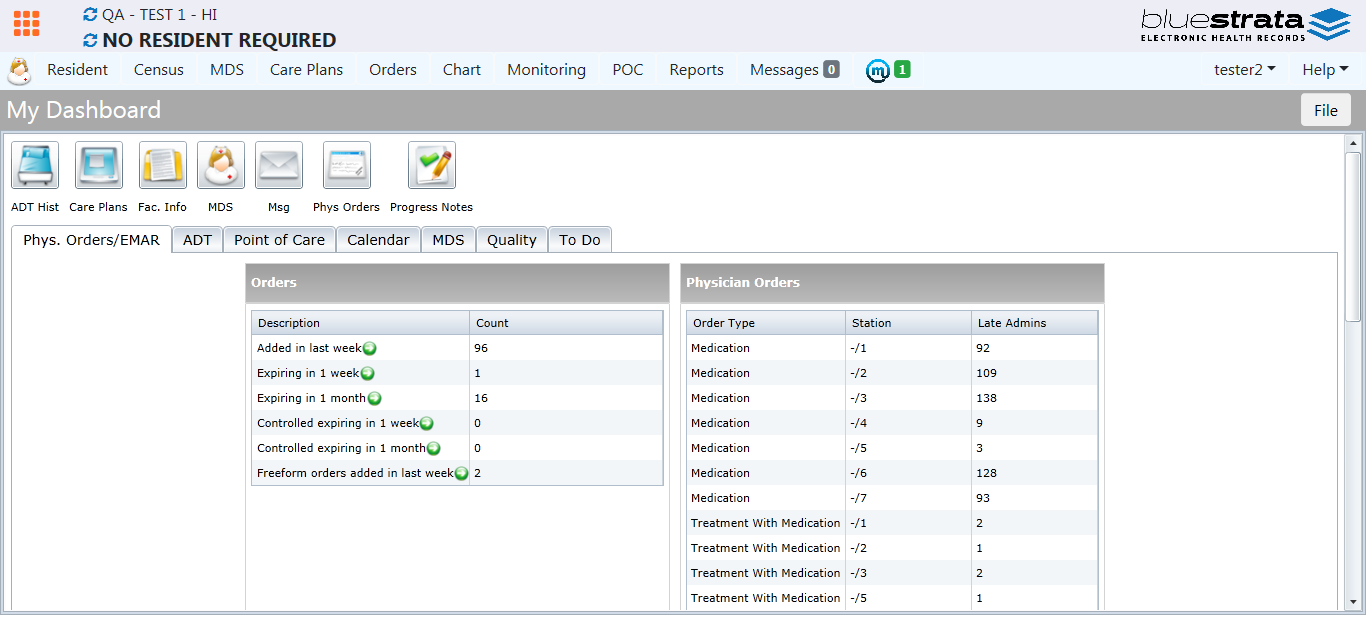 QA - TEST 1 - HI
NO RESIDENT REQUIRED
bluestrata
ELECTRONIC HEALTH RECORDS
Resident Census MDS Care Plans Orders Chart Monitoring POC Reports Messages 0 m 1 tester2 Help
My Dashboard File
ADT Hist Care Plans Fac. Info MDS Msg Phys Orders Progress Notes
Phys. Orders/EMAR ADT Point of Care Calendar MDS Quality To Do
Orders
Description Count
Added in last week 96
Expiring in 1 week 1
Expiring in 1 month 16
Controlled expiring in 1 week 0
Controlled expiring in 1 month 0
Freeform orders added in last week 2
Physician Orders
Order Type Station Late Admins
Medication -/1 92
Medication -/2 109
Medication -/3 138
Medication -/4 9
Medication -/5 3
Medication -/6 128
Medication -/7 93
Treatment With Medication -/1 2
Treatment With Medication -/2 1
Treatment With Medication -/3 2
Treatment With Medication -/5 1